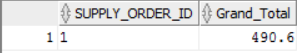 SUPPLY_ORDER_ID Grand_Total
1 1 490.6